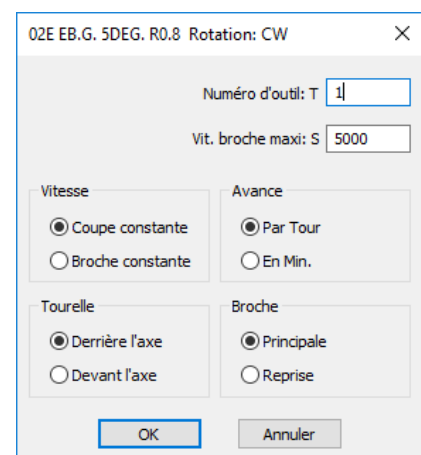 02E EB.G. 5DEG. R0.8 Rotation: CW
Numéro d'outil: T 1
Vit. broche maxi: S 5000
Vitesse
Avance
Coupe constante
Par Tour
Broche constante
En Min.
Tourelle
Broche
Derrière l'axe
Principale
Devant l'axe
Reprise
OK
Annuler